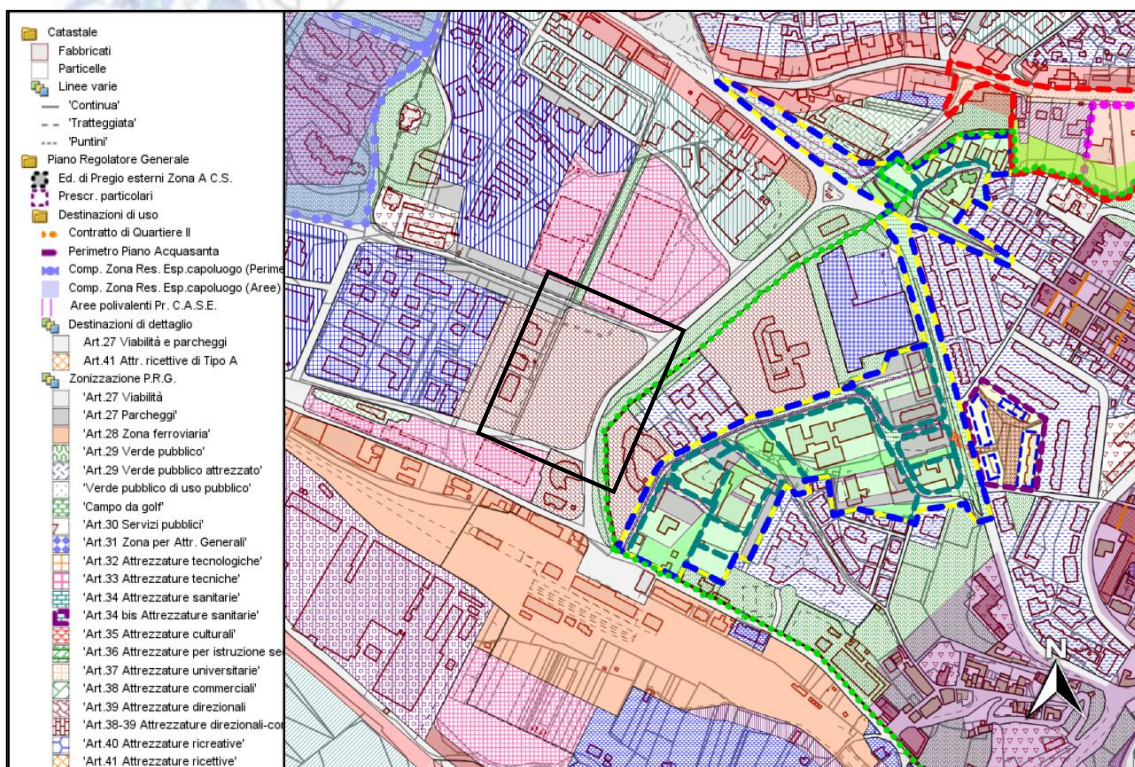 Catastale
Fabbricati
Particelle
Linee varie
'Continua'
'Tratteggiata'
'Puntini'
Piano Regolatore Generale
Ed. di Pregio esterni Zona A C.S.
Prescr. particolari
Destinazioni di uso
Contratto di Quartiere II
Perimetro Piano Acquasanta
Comp. Zona Res. Esp.capoluogo (Perime
Comp. Zona Res. Esp.capoluogo (Aree)
Aree polivalenti Pr. C.A.S.E.
Destinazioni di dettaglio
Art.27 Viabilità e parcheggi
Art.41 Attr. ricettive di Tipo A
Zonizzazione P.R.G.
'Art.27 Viabilità
'Art.27 Parcheggi'
'Art.28 Zona ferroviaria'
'Art.29 Verde pubblico'
'Art.29 Verde pubblico attrezzato'
'Verde pubblico di uso pubblico'
'Campo da golf'
'Art.30 Servizi pubblici'
'Art.31 Zona per Attr. Generali'
'Art.32 Attrezzature tecnologiche'
'Art.33 Attrezzature tecniche'
'Art.34 Attrezzature sanitarie'
'Art.34 bis Attrezzature sanitarie'
'Art.35 Attrezzature culturali'
'Art.36 Attrezzature per istruzione se
'Art.37 Attrezzature universitarie'
'Art.38 Attrezzature commerciali'
'Art.39 Attrezzature direzionali
'Art.38-39 Attrezzature direzionali-cor
'Art.40 Attrezzature ricreative'
'Art.41 Attrezzature ricettive'
N